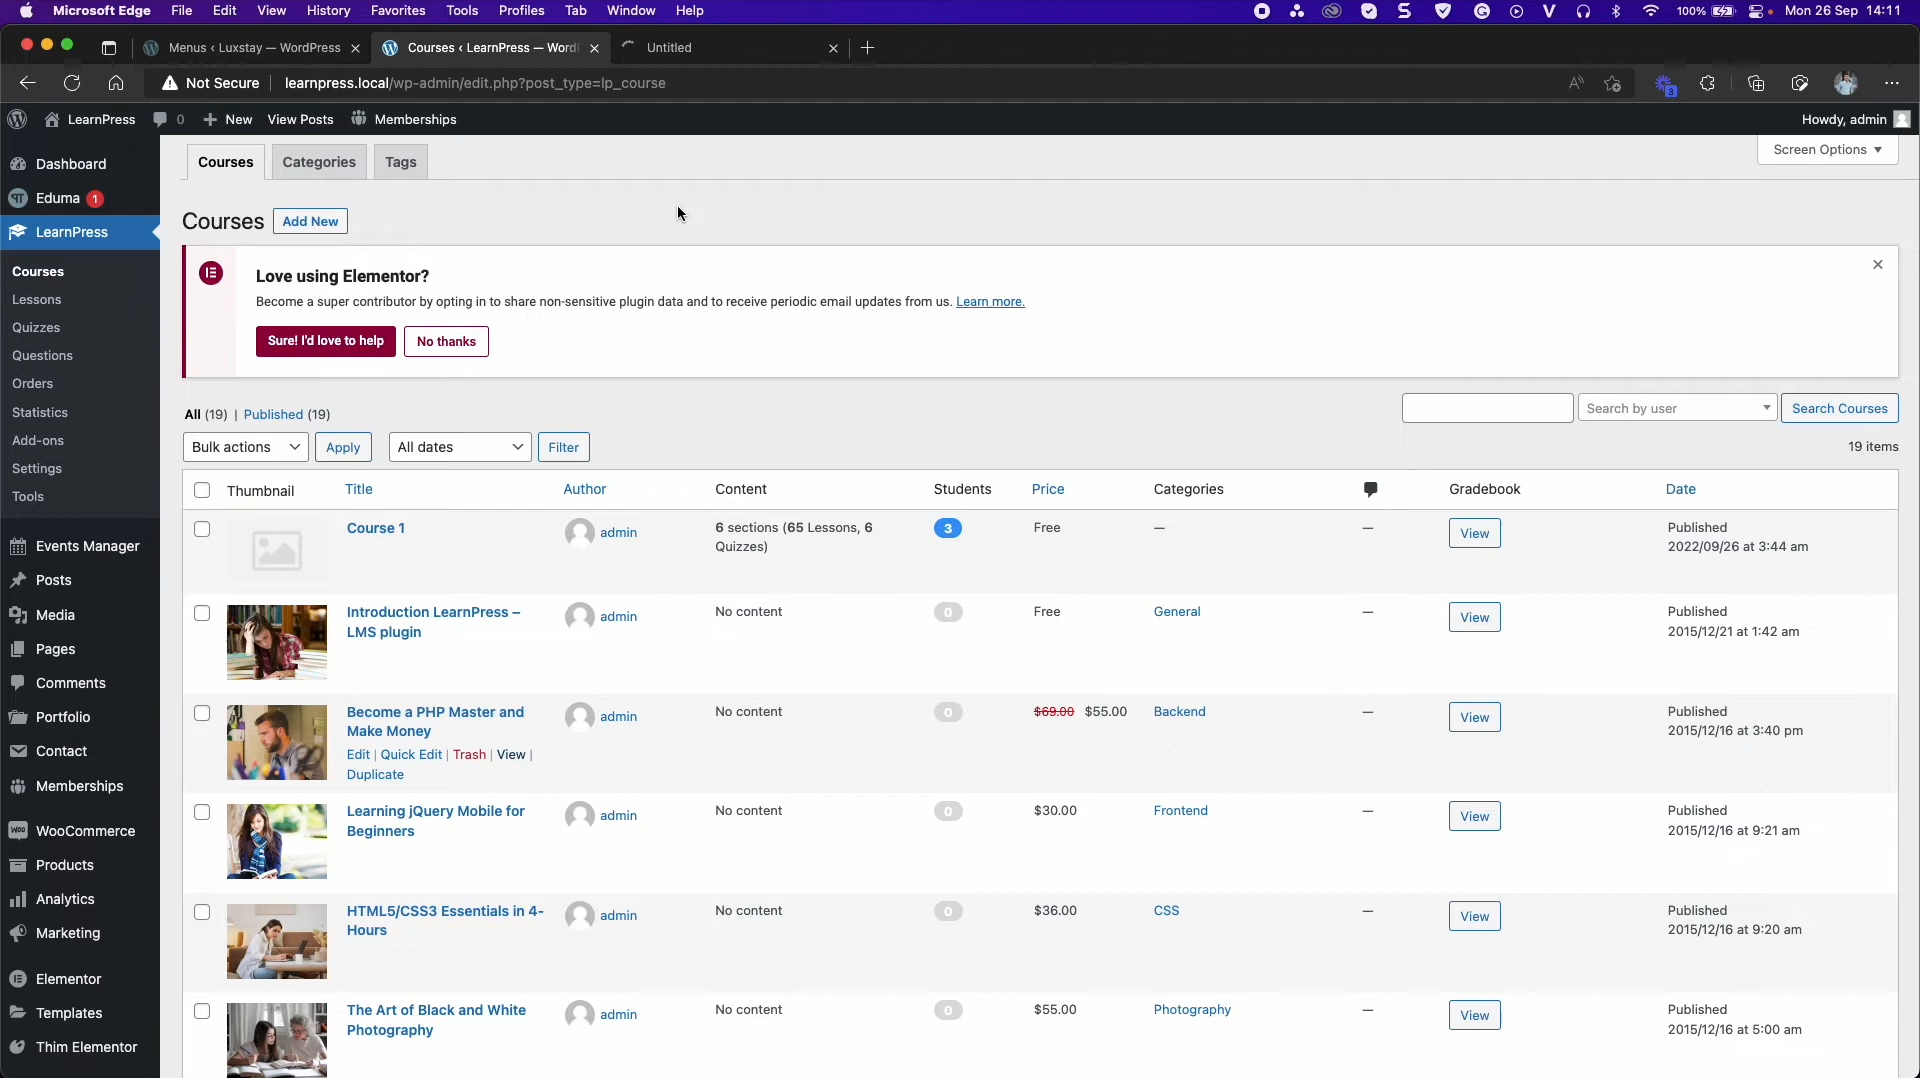 Microsoft Edge File Edit View History Favorites Tools Profiles Tab Window Help 100% Mon 26 Sep 14:11
Menus ‹ Luxstay — WordPress Courses ‹ LearnPress — Word Untitled
Not Secure learnpress.local/wp-admin/edit.php?post_type=lp_course 3
LearnPress 0 New View Posts Memberships Howdy, admin
Dashboard
Eduma 1
LearnPress
Courses
Lessons
Quizzes
Questions
Orders
Statistics
Add-ons
Settings
Tools
Events Manager
Posts
Media
Pages
Comments
Portfolio
Contact
Memberships
WooCommerce
Products
Analytics
Marketing
Elementor
Templates
Thim Elementor
Courses Categories Tags Screen Options
Courses Add New
Love using Elementor?
Become a super contributor by opting in to share non-sensitive plugin data and to receive periodic email updates from us. Learn more.
Sure! I'd love to help No thanks
All (19) | Published (19) Search by user Search Courses
Bulk actions Apply All dates Filter 19 items
Thumbnail Title Author Content Students Price Categories Gradebook Date
Course 1 admin 6 sections (65 Lessons, 6 3 Free — — View Published
Quizzes) 2022/09/26 at 3:44 am
Introduction LearnPress – admin No content 0 Free General — View Published
LMS plugin 2015/12/21 at 1:42 am
Become a PHP Master and admin No content 0 $69.00 $55.00 Backend — View Published
Make Money 2015/12/16 at 3:40 pm
Edit | Quick Edit | Trash | View |
Duplicate
Learning jQuery Mobile for admin No content 0 $30.00 Frontend — View Published
Beginners 2015/12/16 at 9:21 am
HTML5/CSS3 Essentials in 4- admin No content 0 $36.00 CSS — View Published
Hours 2015/12/16 at 9:20 am
The Art of Black and White admin No content 0 $55.00 Photography — View Published
Photography 2015/12/16 at 5:00 am